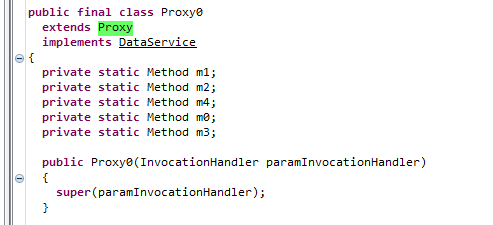 public final class Proxy0
extends Proxy
implements DataService
{
private static Method m1;
private static Method m2;
private static Method m4;
private static Method m0;
private static Method m3;
public Proxy0(InvocationHandler paramInvocationHandler)
{
super(paramInvocationHandler);
}